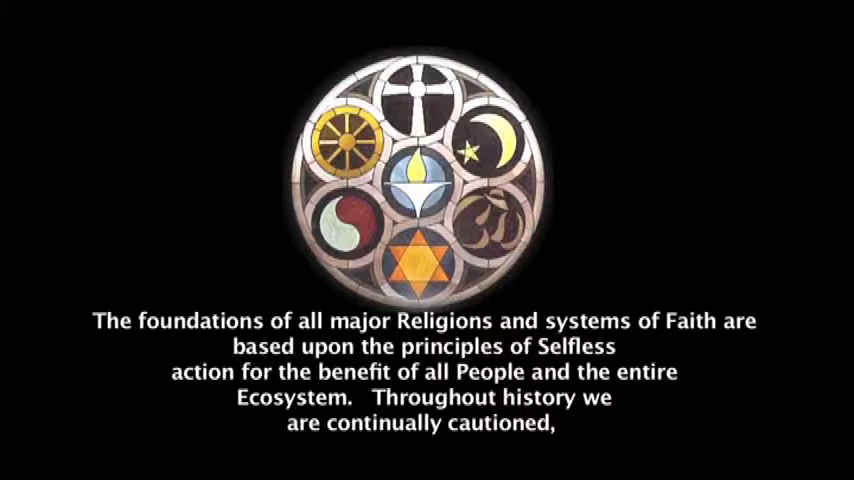 The foundations of all major Religions and systems of Faith are
based upon the principles of Selfless
action for the benefit of all People and the entire
Ecosystem.   Throughout history we
are continually cautioned,